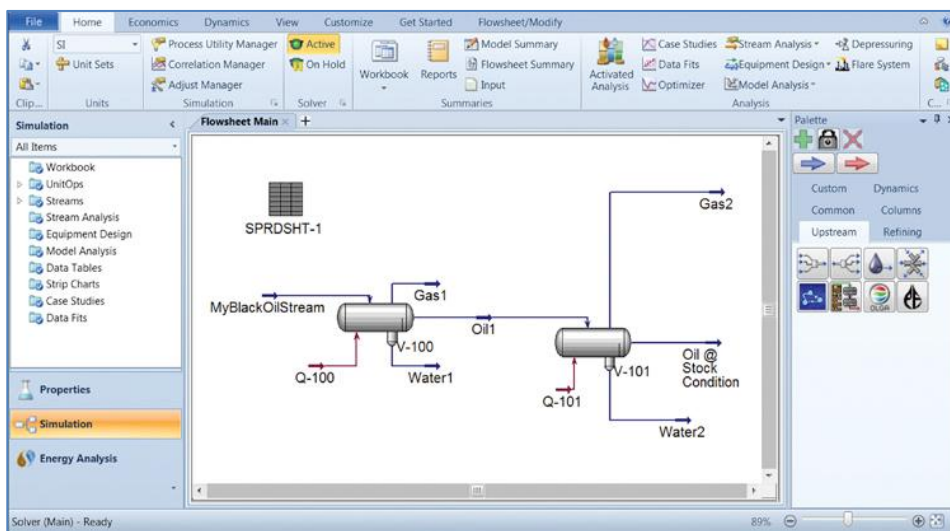 File Home Economics Dynamics View Customize Get Started Flowsheet/Modify
SI Process Utility Manager Active Model Summary Case Studies Stream Analysis Depressuring
Unit Sets Correlation Manager On Hold Workbook Reports Flowsheet Summary Activated Analysis Data Fits Equipment Design Flare System
Adjust Manager Input Optimizer Model Analysis
Clip... Units Simulation Solver Summaries Analysis C...
Simulation
All Items
Workbook
UnitOps
Streams
Stream Analysis
Equipment Design
Model Analysis
Data Tables
Strip Charts
Case Studies
Data Fits
Properties
Simulation
Energy Analysis
Flowsheet Main
SPRDSHT-1
MyBlackOilStream
Gas1
V-100
Q-100
Water1
Oil1
Gas2
V-101
Q-101
Oil @
Stock
Condition
Water2
Palette
Custom Dynamics
Common Columns
Upstream Refining
OLGA
Solver (Main) - Ready
89%